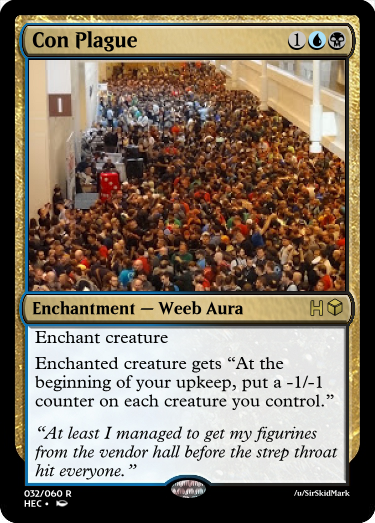 Con Plague 1
Enchantment — Weeb Aura H
Enchant creature
Enchanted creature gets “At the
beginning of your upkeep, put a -1/-1
counter on each creature you control.”
“At least I managed to get my figurines
from the vendor hall before the strep throat
hit everyone.”
032/060 R
HEC •
/u/SirSkidMark